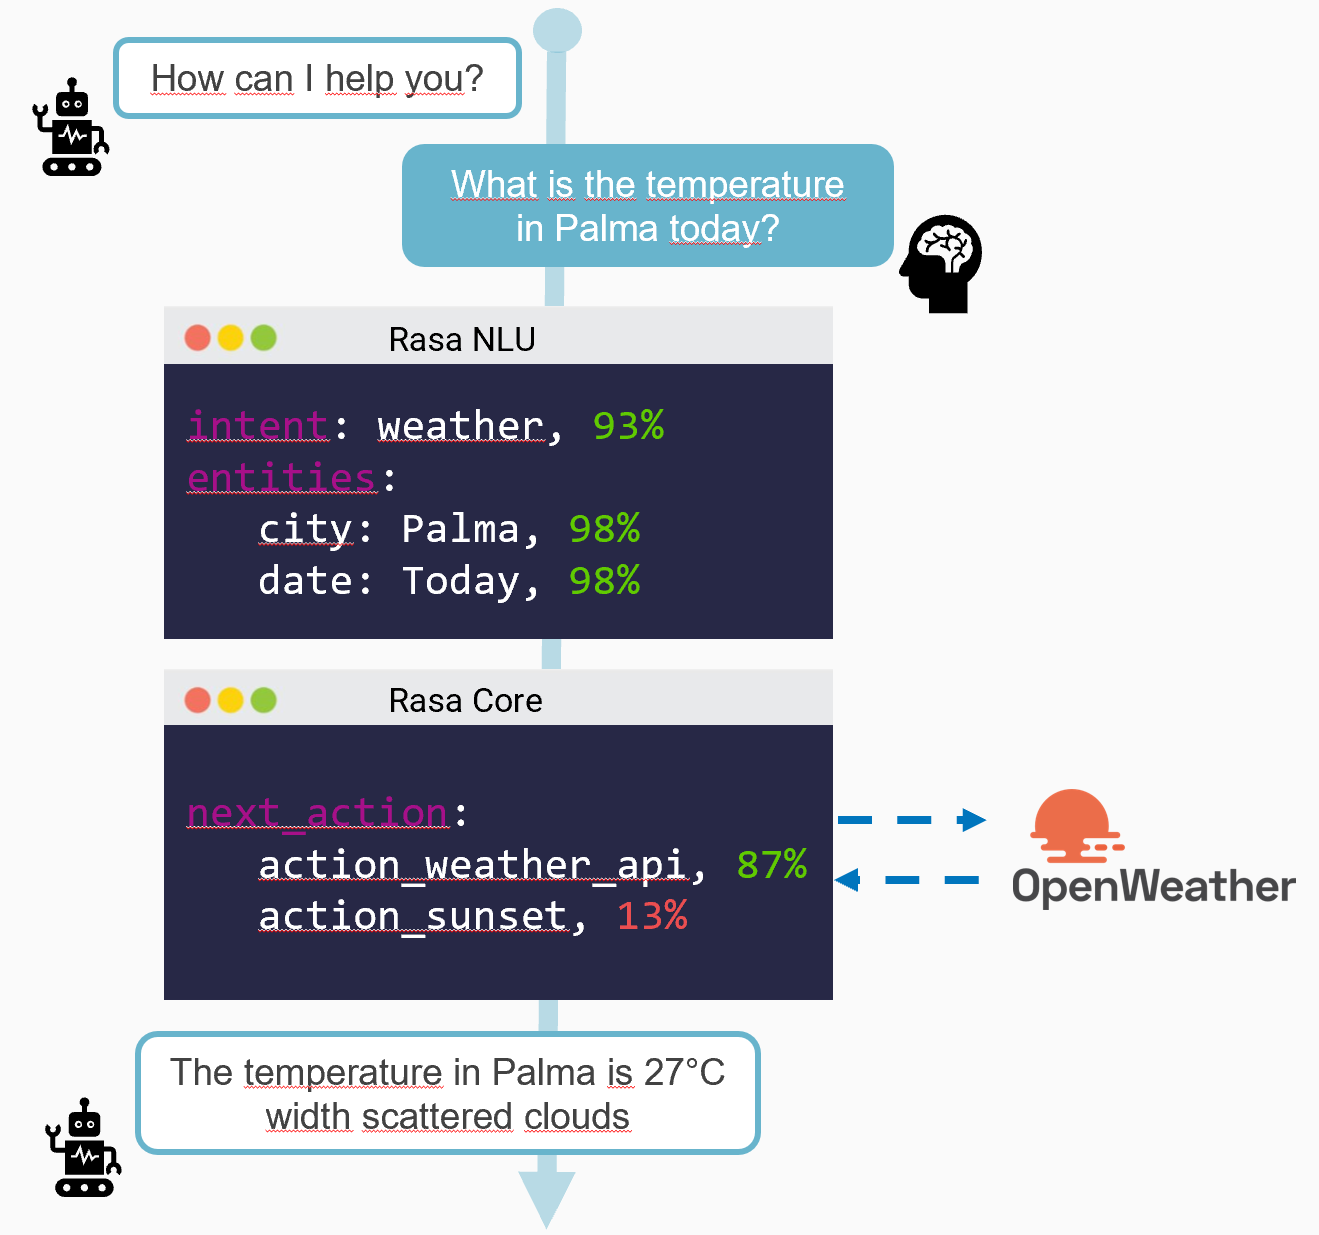 How can I help you?
What is the temperature
in Palma today?
Rasa NLU
intent: weather, 93%
entities:
city: Palma, 98%
date: Today, 98%
Rasa Core
next_action:
action_weather_api, 87%
action_sunset, 13%
OpenWeather
The temperature in Palma is 27°C
width scattered clouds